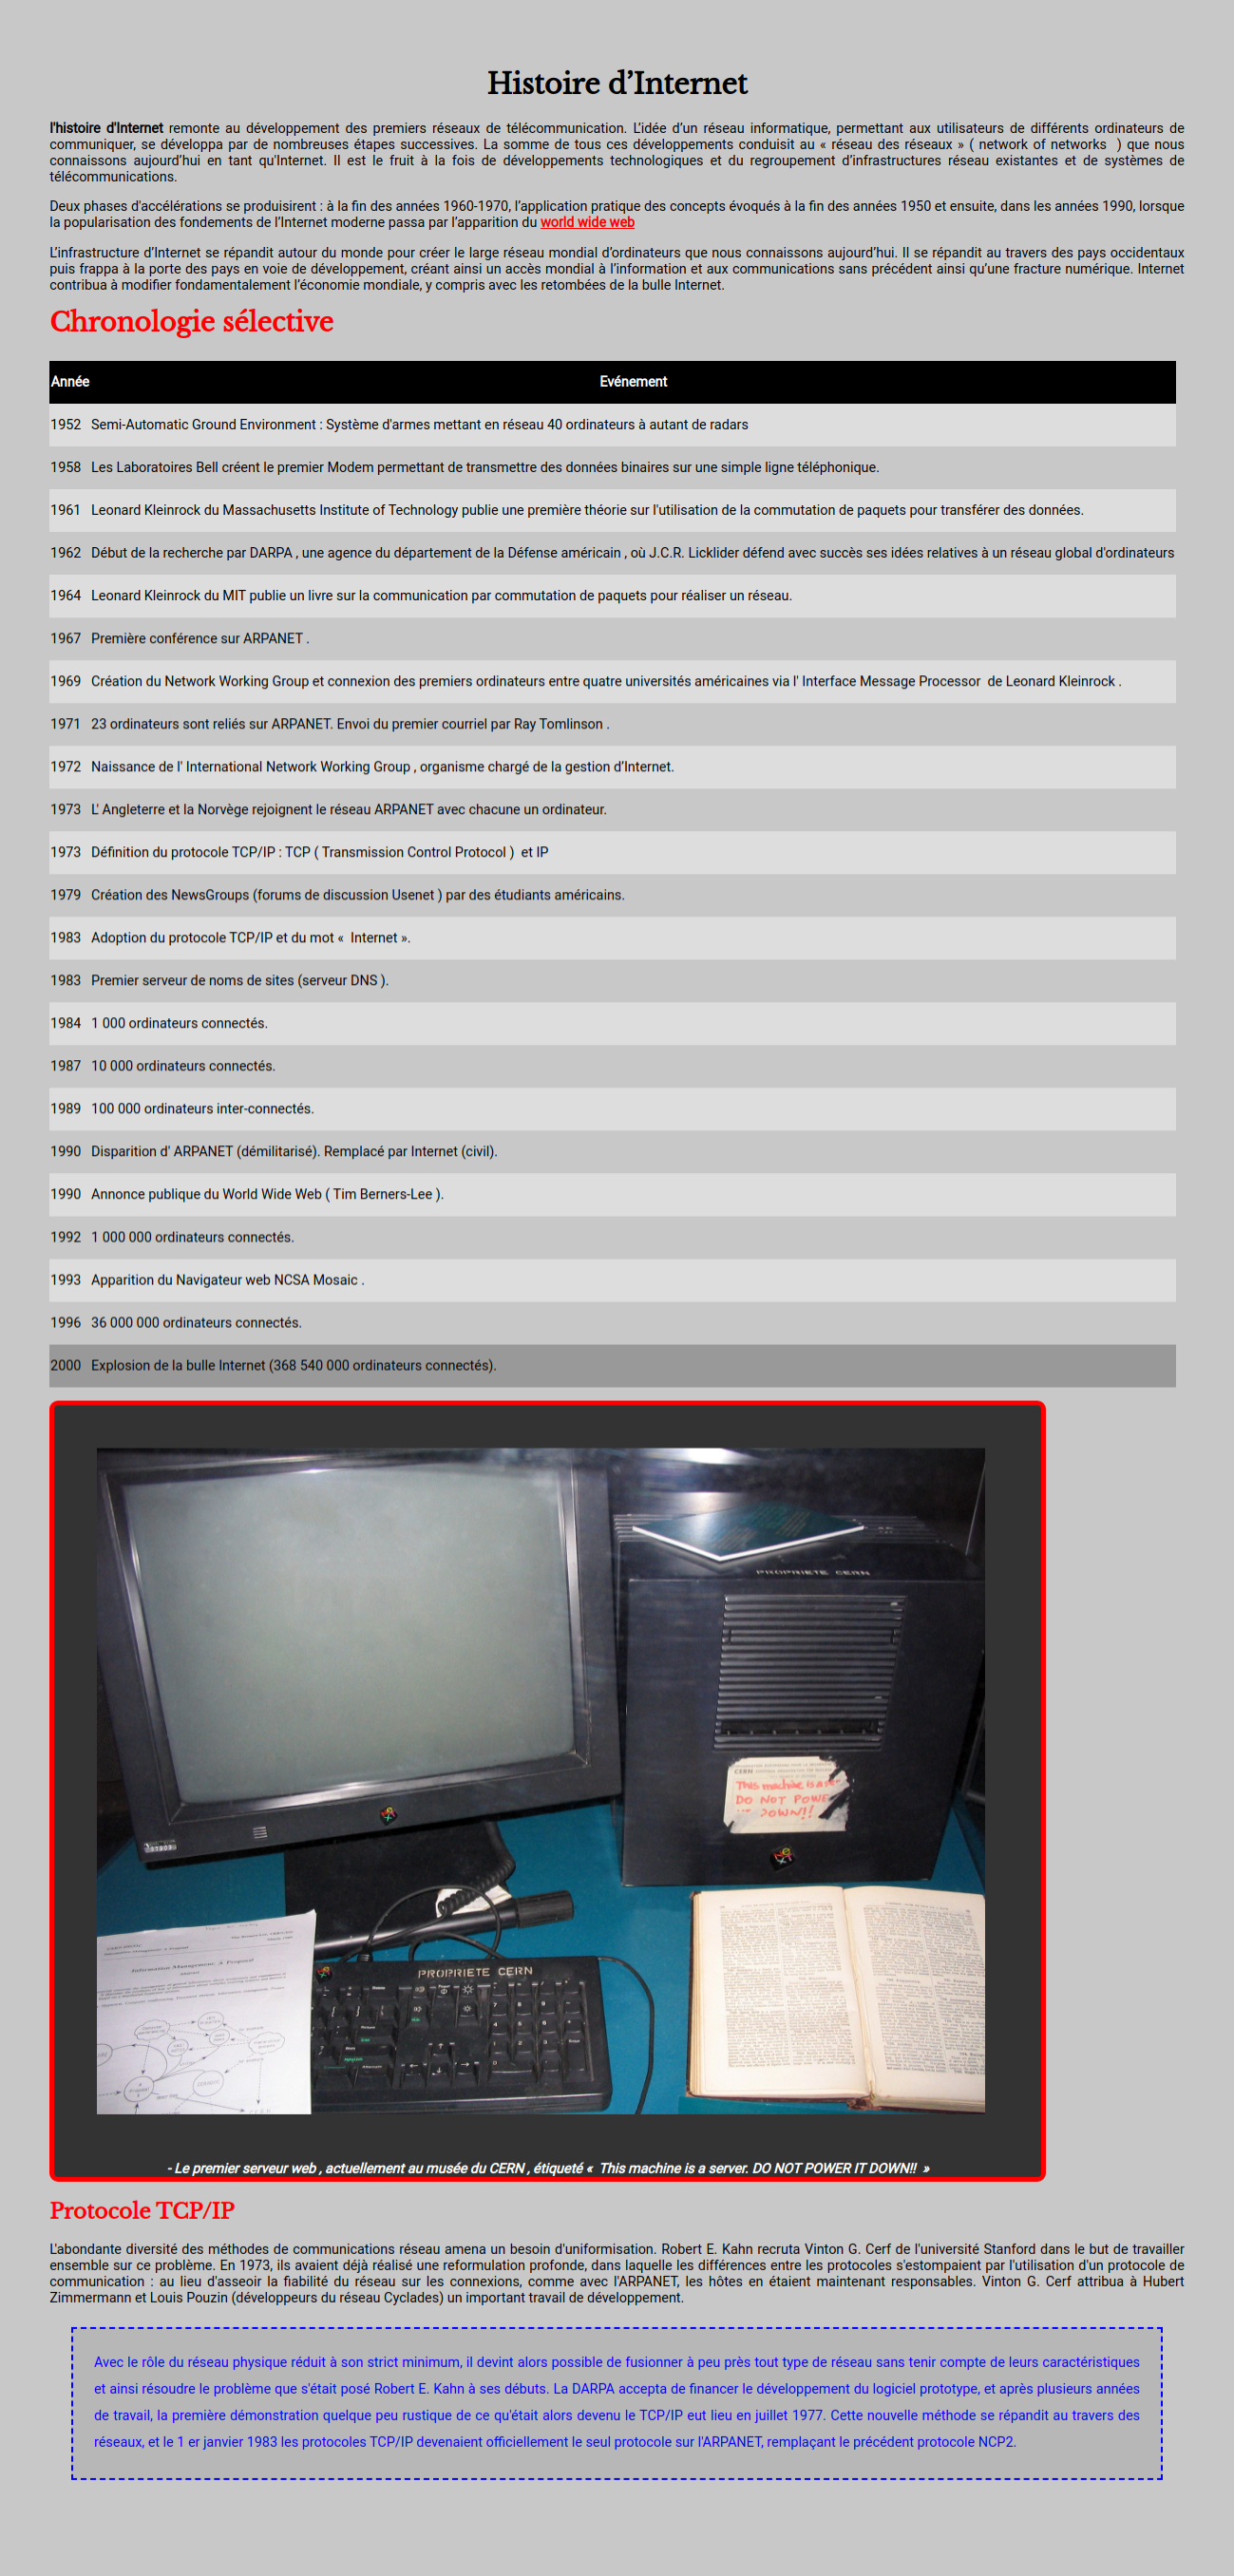 Histoire d’Internet
l'histoire d'Internet remonte au développement des premiers réseaux de télécommunication. L’idée d’un réseau informatique, permettant aux utilisateurs de différents ordinateurs de
communiquer, se développa par de nombreuses étapes successives. La somme de tous ces développements conduisit au « réseau des réseaux » ( network of networks ) que nous
connaissons aujourd’hui en tant qu'Internet. Il est le fruit à la fois de développements technologiques et du regroupement d’infrastructures réseau existantes et de systèmes de
télécommunications.
Deux phases d'accélérations se produisirent : à la fin des années 1960-1970, l’application pratique des concepts évoqués à la fin des années 1950 et ensuite, dans les années 1990, lorsque
la popularisation des fondements de l’Internet moderne passa par l’apparition du world wide web
L’infrastructure d’Internet se répandit autour du monde pour créer le large réseau mondial d’ordinateurs que nous connaissons aujourd’hui. Il se répandit au travers des pays occidentaux
puis frappa à la porte des pays en voie de développement, créant ainsi un accès mondial à l’information et aux communications sans précédent ainsi qu’une fracture numérique. Internet
contribua à modifier fondamentalement l’économie mondiale, y compris avec les retombées de la bulle Internet.
Chronologie sélective
Année Evénement
1952 Semi-Automatic Ground Environment : Système d'armes mettant en réseau 40 ordinateurs à autant de radars
1958 Les Laboratoires Bell créent le premier Modem permettant de transmettre des données binaires sur une simple ligne téléphonique.
1961 Leonard Kleinrock du Massachusetts Institute of Technology publie une première théorie sur l'utilisation de la commutation de paquets pour transférer des données.
1962 Début de la recherche par DARPA , une agence du département de la Défense américain , où J.C.R. Licklider défend avec succès ses idées relatives à un réseau global d'ordinateurs
1964 Leonard Kleinrock du MIT publie un livre sur la communication par commutation de paquets pour réaliser un réseau.
1967 Première conférence sur ARPANET .
1969 Création du Network Working Group et connexion des premiers ordinateurs entre quatre universités américaines via l' Interface Message Processor de Leonard Kleinrock .
1971 23 ordinateurs sont reliés sur ARPANET. Envoi du premier courriel par Ray Tomlinson .
1972 Naissance de l' International Network Working Group , organisme chargé de la gestion d’Internet.
1973 L' Angleterre et la Norvège rejoignent le réseau ARPANET avec chacune un ordinateur.
1973 Définition du protocole TCP/IP : TCP ( Transmission Control Protocol ) et IP
1979 Création des NewsGroups (forums de discussion Usenet ) par des étudiants américains.
1983 Adoption du protocole TCP/IP et du mot « Internet ».
1983 Premier serveur de noms de sites (serveur DNS ).
1984 1 000 ordinateurs connectés.
1987 10 000 ordinateurs connectés.
1989 100 000 ordinateurs inter-connectés.
1990 Disparition d' ARPANET (démilitarisé). Remplacé par Internet (civil).
1990 Annonce publique du World Wide Web ( Tim Berners-Lee ).
1992 1 000 000 ordinateurs connectés.
1993 Apparition du Navigateur web NCSA Mosaic .
1996 36 000 000 ordinateurs connectés.
2000 Explosion de la bulle Internet (368 540 000 ordinateurs connectés).
PROPRIETE CERN
CERN
This machine is a
DO NOT POWE
DOWN!!
Information Management: A Proposal
PROPRIETE CERN
- Le premier serveur web , actuellement au musée du CERN , étiqueté « This machine is a server. DO NOT POWER IT DOWN!! »
Protocole TCP/IP
L'abondante diversité des méthodes de communications réseau amena un besoin d'uniformisation. Robert E. Kahn recruta Vinton G. Cerf de l'université Stanford dans le but de travailler
ensemble sur ce problème. En 1973, ils avaient déjà réalisé une reformulation profonde, dans laquelle les différences entre les protocoles s'estompaient par l'utilisation d'un protocole de
communication : au lieu d'asseoir la fiabilité du réseau sur les connexions, comme avec l'ARPANET, les hôtes en étaient maintenant responsables. Vinton G. Cerf attribua à Hubert
Zimmermann et Louis Pouzin (développeurs du réseau Cyclades) un important travail de développement.
Avec le rôle du réseau physique réduit à son strict minimum, il devint alors possible de fusionner à peu près tout type de réseau sans tenir compte de leurs caractéristiques
et ainsi résoudre le problème que s'était posé Robert E. Kahn à ses débuts. La DARPA accepta de financer le développement du logiciel prototype, et après plusieurs années
de travail, la première démonstration quelque peu rustique de ce qu'était alors devenu le TCP/IP eut lieu en juillet 1977. Cette nouvelle méthode se répandit au travers des
réseaux, et le 1 er janvier 1983 les protocoles TCP/IP devenaient officiellement le seul protocole sur l'ARPANET, remplaçant le précédent protocole NCP2.